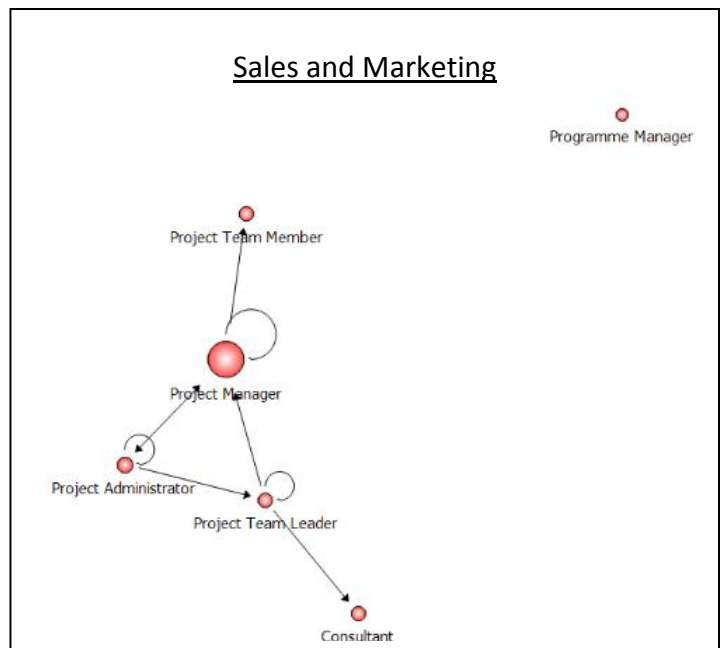 Sales and Marketing
Programme Manager
Project Team Member
Project Manager
Project Administrator
Project Team Leader
Consultant